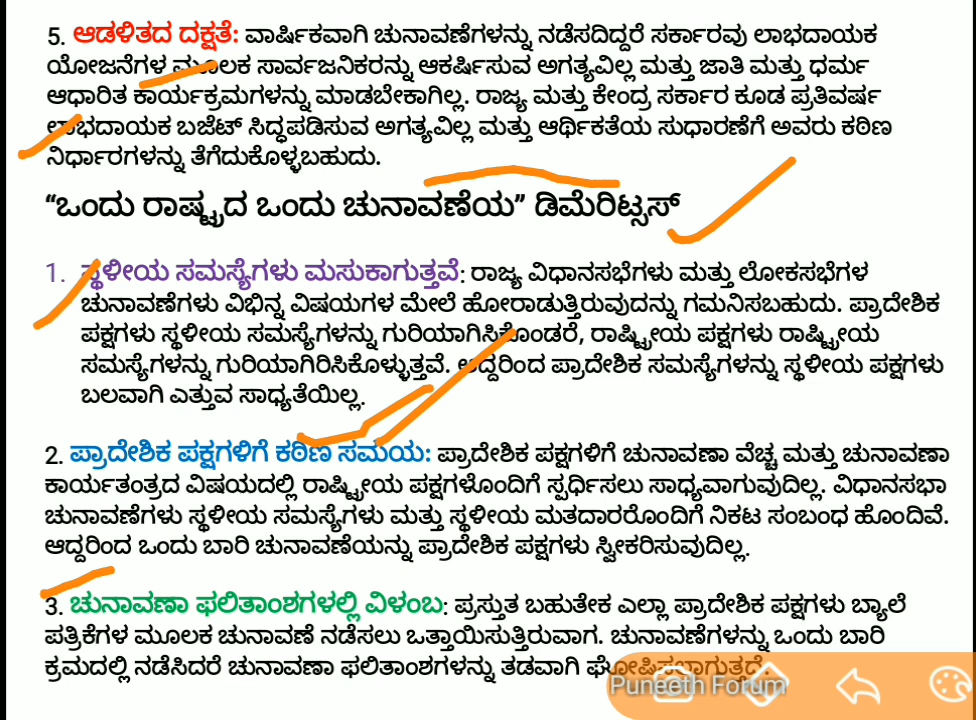 5. ಆಡಳಿತದ ದಕ್ಷತೆ: ವಾರ್ಷಿಕವಾಗಿ ಚುನಾವಣೆಗಳನ್ನು ನಡೆಸದಿದ್ದರೆ ಸರ್ಕಾರವು ಲಾಭದಾಯಕ
ಯೋಜನೆಗಳ ಮೂಲಕ ಸಾರ್ವಜನಿಕರನ್ನು ಆಕರ್ಷಿಸುವ ಅಗತ್ಯವಿಲ್ಲ ಮತ್ತು ಜಾತಿ ಮತ್ತು ಧರ್ಮ
ಆಧಾರಿತ ಕಾರ್ಯಕ್ರಮಗಳನ್ನು ಮಾಡಬೇಕಾಗಿಲ್ಲ. ರಾಜ್ಯ ಮತ್ತು ಕೇಂದ್ರ ಸರ್ಕಾರ ಕೂಡ ಪ್ರತಿವರ್ಷ
ಲಾಭದಾಯಕ ಬಜೆಟ್ ಸಿದ್ಧಪಡಿಸುವ ಅಗತ್ಯವಿಲ್ಲ ಮತ್ತು ಆರ್ಥಿಕತೆಯ ಸುಧಾರಣೆಗೆ ಅವರು ಕಠಿಣ
ನಿರ್ಧಾರಗಳನ್ನು ತೆಗೆದುಕೊಳ್ಳಬಹುದು.
“ಒಂದು ರಾಷ್ಟ್ರದ ಒಂದು ಚುನಾವಣೆಯ” ಡಿಮೆರಿಟ್ಸಸ್
1. ಸ್ಥಳೀಯ ಸಮಸ್ಯೆಗಳು ಮಸುಕಾಗುತ್ತವೆ: ರಾಜ್ಯ ವಿಧಾನಸಭೆಗಳು ಮತ್ತು ಲೋಕಸಭೆಗಳ
ಚುನಾವಣೆಗಳು ವಿಭಿನ್ನ ವಿಷಯಗಳ ಮೇಲೆ ಹೋರಾಡುತ್ತಿರುವುದನ್ನು ಗಮನಿಸಬಹುದು. ಪ್ರಾದೇಶಿಕ
ಪಕ್ಷಗಳು ಸ್ಥಳೀಯ ಸಮಸ್ಯೆಗಳನ್ನು ಗುರಿಯಾಗಿಸಿಕೊಂಡರೆ, ರಾಷ್ಟ್ರೀಯ ಪಕ್ಷಗಳು ರಾಷ್ಟ್ರೀಯ
ಸಮಸ್ಯೆಗಳನ್ನು ಗುರಿಯಾಗಿರಿಸಿಕೊಳ್ಳುತ್ತವೆ. ಆದ್ದರಿಂದ ಪ್ರಾದೇಶಿಕ ಸಮಸ್ಯೆಗಳನ್ನು ಸ್ಥಳೀಯ ಪಕ್ಷಗಳು
ಬಲವಾಗಿ ಎತ್ತುವ ಸಾಧ್ಯತೆಯಿಲ್ಲ.
2. ಪ್ರಾದೇಶಿಕ ಪಕ್ಷಗಳಿಗೆ ಕಠಿಣ ಸಮಯ: ಪ್ರಾದೇಶಿಕ ಪಕ್ಷಗಳಿಗೆ ಚುನಾವಣಾ ವೆಚ್ಚ ಮತ್ತು ಚುನಾವಣಾ
ಕಾರ್ಯತಂತ್ರದ ವಿಷಯದಲ್ಲಿ ರಾಷ್ಟ್ರೀಯ ಪಕ್ಷಗಳೊಂದಿಗೆ ಸ್ಪರ್ಧಿಸಲು ಸಾಧ್ಯವಾಗುವುದಿಲ್ಲ. ವಿಧಾನಸಭಾ
ಚುನಾವಣೆಗಳು ಸ್ಥಳೀಯ ಸಮಸ್ಯೆಗಳು ಮತ್ತು ಸ್ಥಳೀಯ ಮತದಾರರೊಂದಿಗೆ ನಿಕಟ ಸಂಬಂಧ ಹೊಂದಿವೆ.
ಆದ್ದರಿಂದ ಒಂದು ಬಾರಿ ಚುನಾವಣೆಯನ್ನು ಪ್ರಾದೇಶಿಕ ಪಕ್ಷಗಳು ಸ್ವೀಕರಿಸುವುದಿಲ್ಲ.
3. ಚುನಾವಣಾ ಫಲಿತಾಂಶಗಳಲ್ಲಿ ವಿಳಂಬ: ಪ್ರಸ್ತುತ ಬಹುತೇಕ ಎಲ್ಲಾ ಪ್ರಾದೇಶಿಕ ಪಕ್ಷಗಳು ಬ್ಯಾಲೆ
ಪತ್ರಿಕೆಗಳ ಮೂಲಕ ಚುನಾವಣೆ ನಡೆಸಲು ಒತ್ತಾಯಿಸುತ್ತಿರುವಾಗ. ಚುನಾವಣೆಗಳನ್ನು ಒಂದು ಬಾರಿ
ಕ್ರಮದಲ್ಲಿ ನಡೆಸಿದರೆ ಚುನಾವಣಾ ಫಲಿತಾಂಶಗಳನ್ನು ತಡವಾಗಿ ಘೋಷಿಸಲಾಗುತ್ತದೆ.
Puneeth Forum